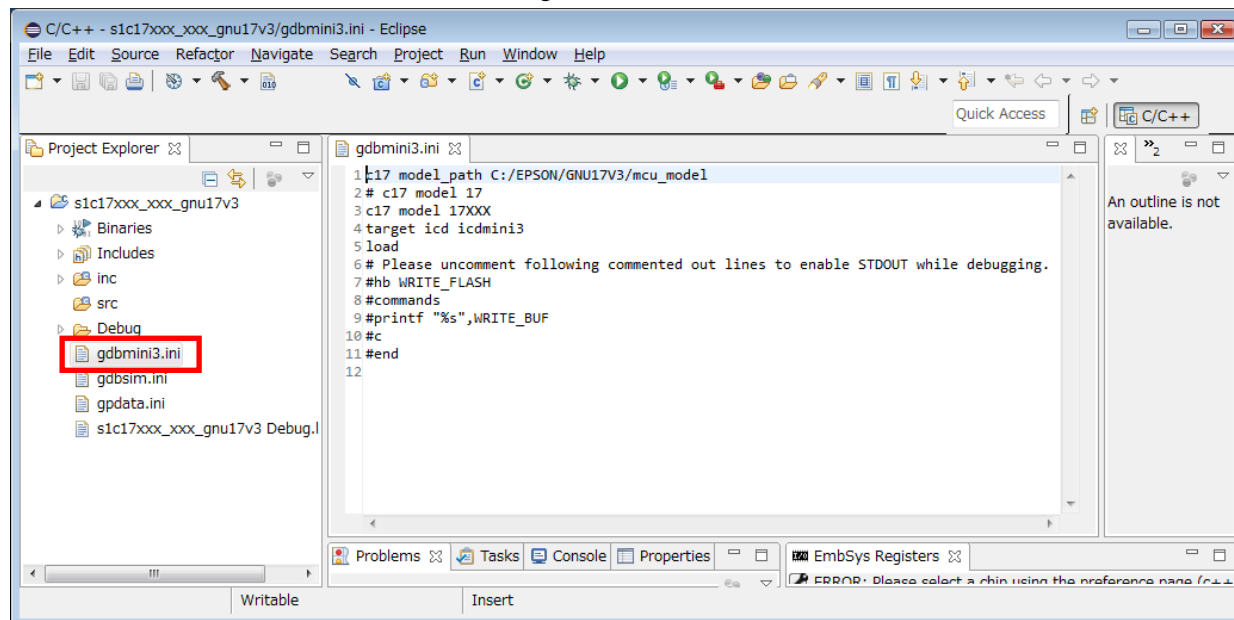 C/C++ - s1c17xxx_xxx_gnu17v3/gdbmini3.ini - Eclipse
File Edit Source Refactor Navigate Search Project Run Window Help
Quick Access
C/C++
Project Explorer
s1c17xxx_xxx_gnu17v3
Binaries
Includes
inc
src
Debug
gdbmini3.ini
gdbsim.ini
gpdata.ini
s1c17xxx_xxx_gnu17v3 Debug.l
gdbmini3.ini
1 c17 model_path C:/EPSON/GNU17V3/mcu_model
2 # c17 model 17
3 c17 model 17XXX
4 target icd icdmini3
5 load
6 # Please uncomment following commented out lines to enable STDOUT while debugging.
7 #hb WRITE_FLASH
8 #commands
9 #printf "%s",WRITE_BUF
10 #c
11 #end
12
»2
An outline is not
available.
Problems Tasks Console Properties
EmbSys Registers
ERROR: Please select a chip using the preference page (c++
Writable Insert